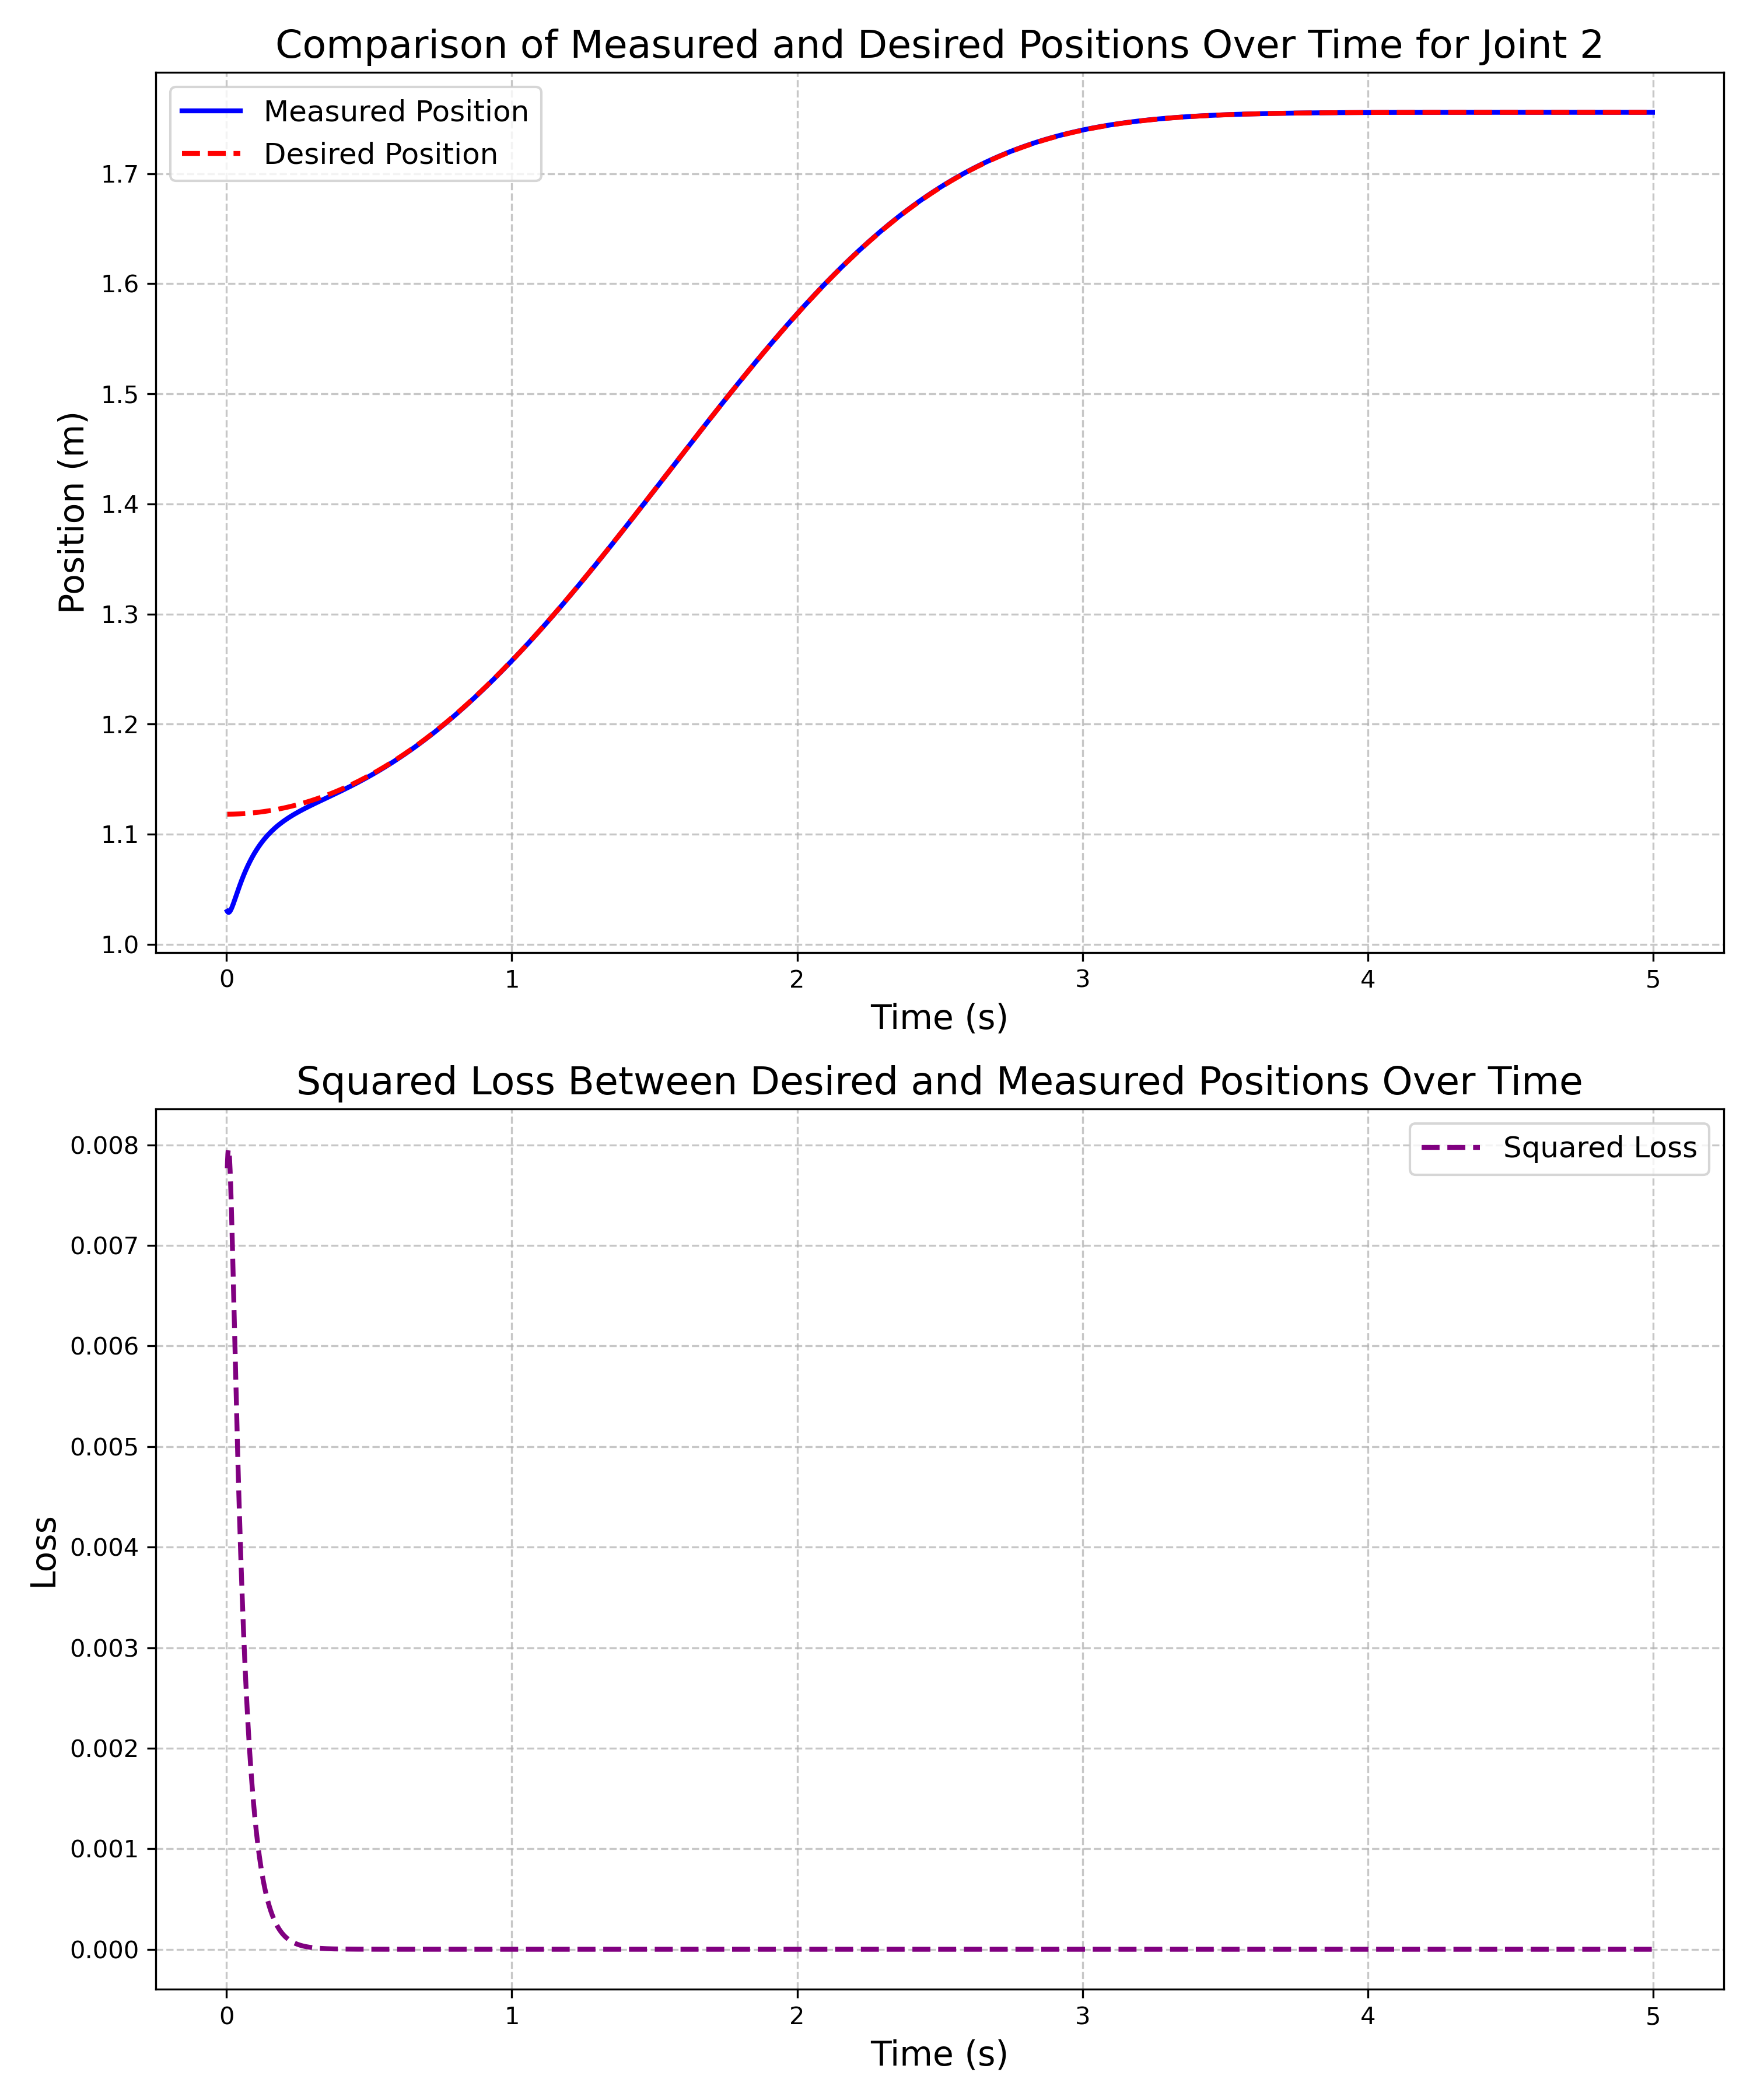 Comparison of Measured and Desired Positions Over Time for Joint 2
Measured Position
Desired Position
1.7
1.6
1.5
1.4
1.3
1.2
1.1
1.0
Position (m)
0 1 2 3 4 5
Time (s)
Squared Loss Between Desired and Measured Positions Over Time
Squared Loss
0.008
0.007
0.006
0.005
0.004
0.003
0.002
0.001
0.000
Loss
0 1 2 3 4 5
Time (s)